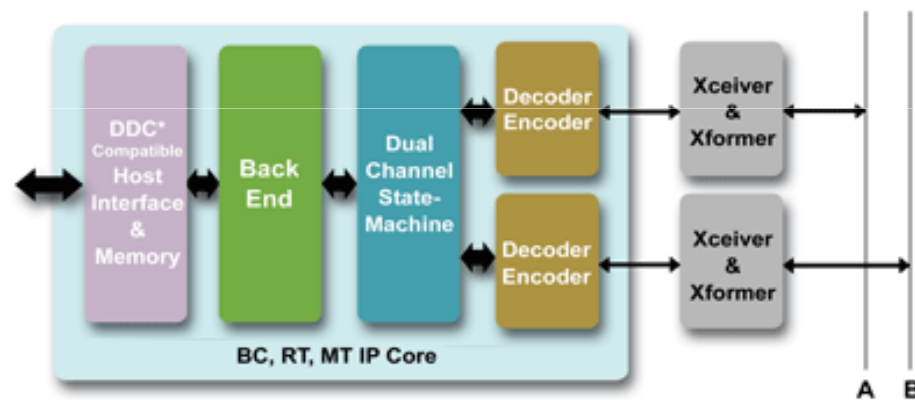 DDC*
Compatible
Host
Interface
&
Memory
Back
End
Dual
Channel
State-
Machine
Decoder
Encoder
Decoder
Encoder
Xceiver
&
Xformer
Xceiver
&
Xformer
BC, RT, MT IP Core
A